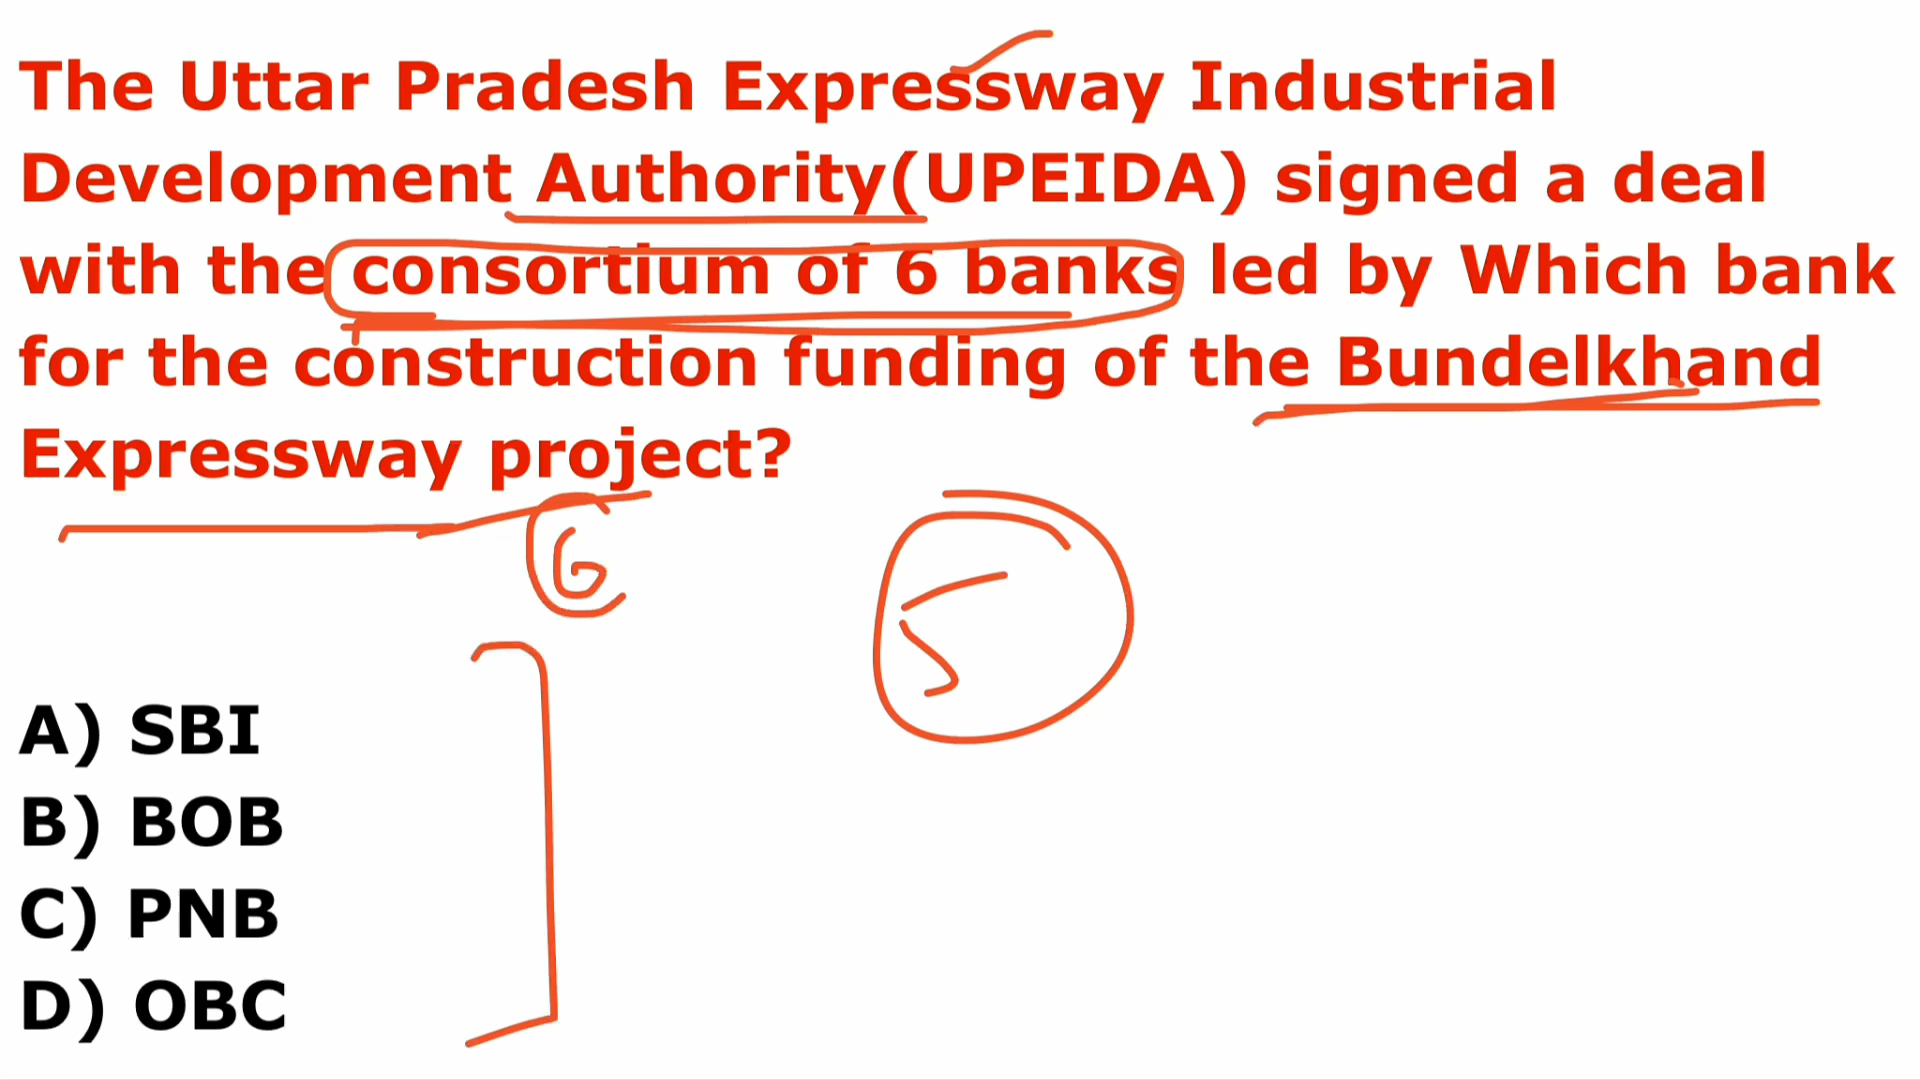 The Uttar Pradesh Expressway Industrial
Development Authority(UPEIDA) signed a deal
with the consortium of 6 banks led by Which bank
for the construction funding of the Bundelkhand
Expressway project?
6
5
A) SBI
B) BOB
C) PNB
D) OBC